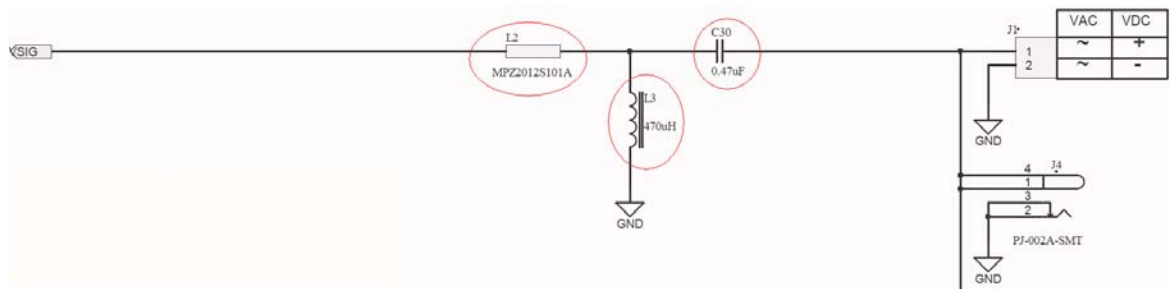 VSIG
L2
MPZ2012S101A
C30
0.47uF
L3
470uH
GND
J1
1
2
VAC VDC
~ +
~ -
GND
4
1
3
2
J4
PJ-002A-SMT
GND